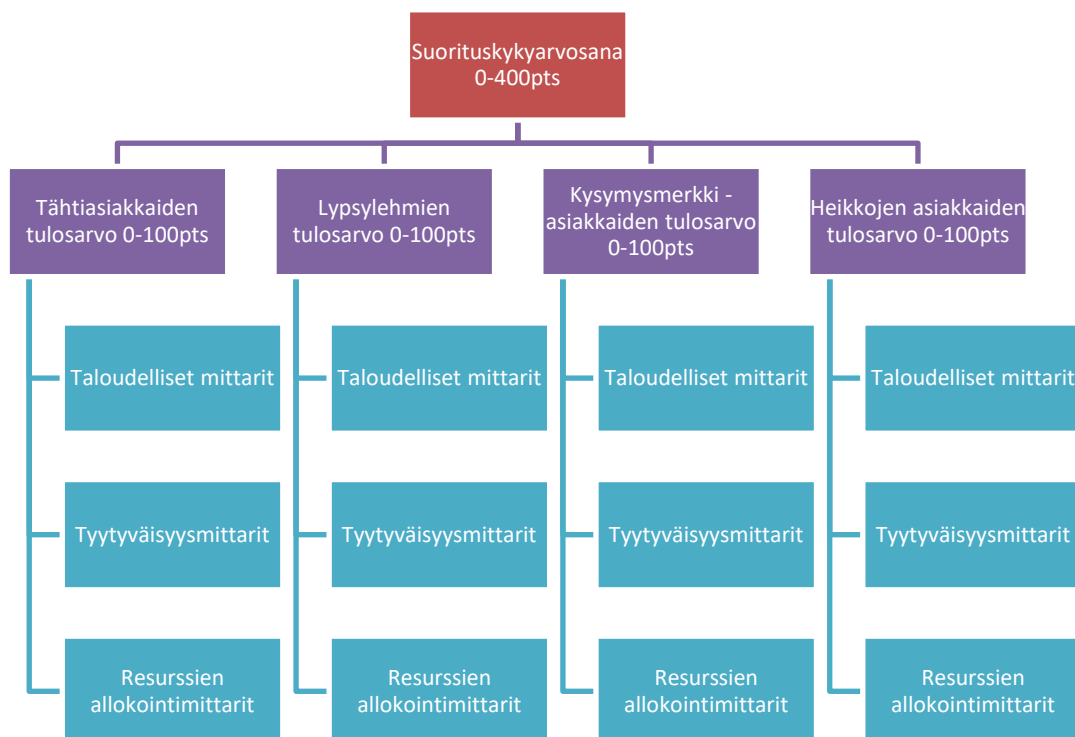 Suorituskykyarvosana
0-400pts
Tähtiasiakkaiden
tulosarvo 0-100pts
Lypsylehmien
tulosarvo 0-100pts
Kysymysmerkki -
asiakkaiden tulosarvo
0-100pts
Heikkojen asiakkaiden
tulosarvo 0-100pts
Taloudelliset mittarit
Taloudelliset mittarit
Taloudelliset mittarit
Taloudelliset mittarit
Tyytyväisyysmittarit
Tyytyväisyysmittarit
Tyytyväisyysmittarit
Tyytyväisyysmittarit
Resurssien
allokointimittarit
Resurssien
allokointimittarit
Resurssien
allokointimittarit
Resurssien
allokointimittarit